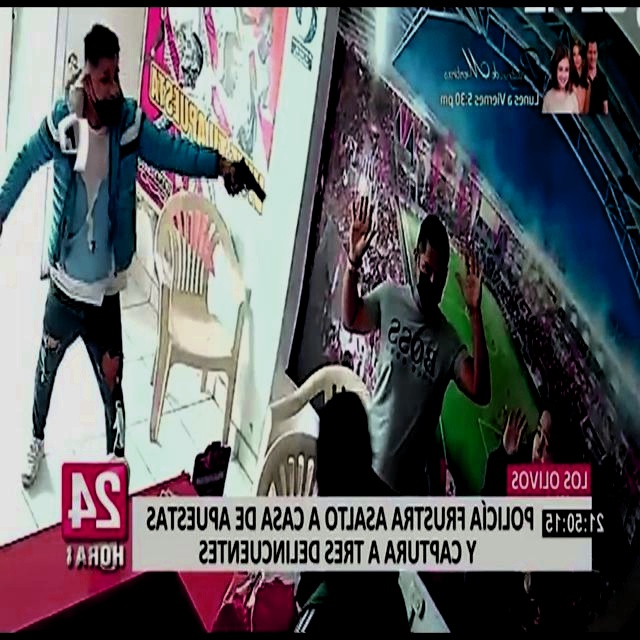 de
Lunes a Viernes 5:30 pm
BOSS
LOS OLIVOS
21:50:15
POLICÍA FRUSTRA ASALTO A CASA DE APUESTAS
Y CAPTURA A TRES DELINCUENTES
24
HORAS